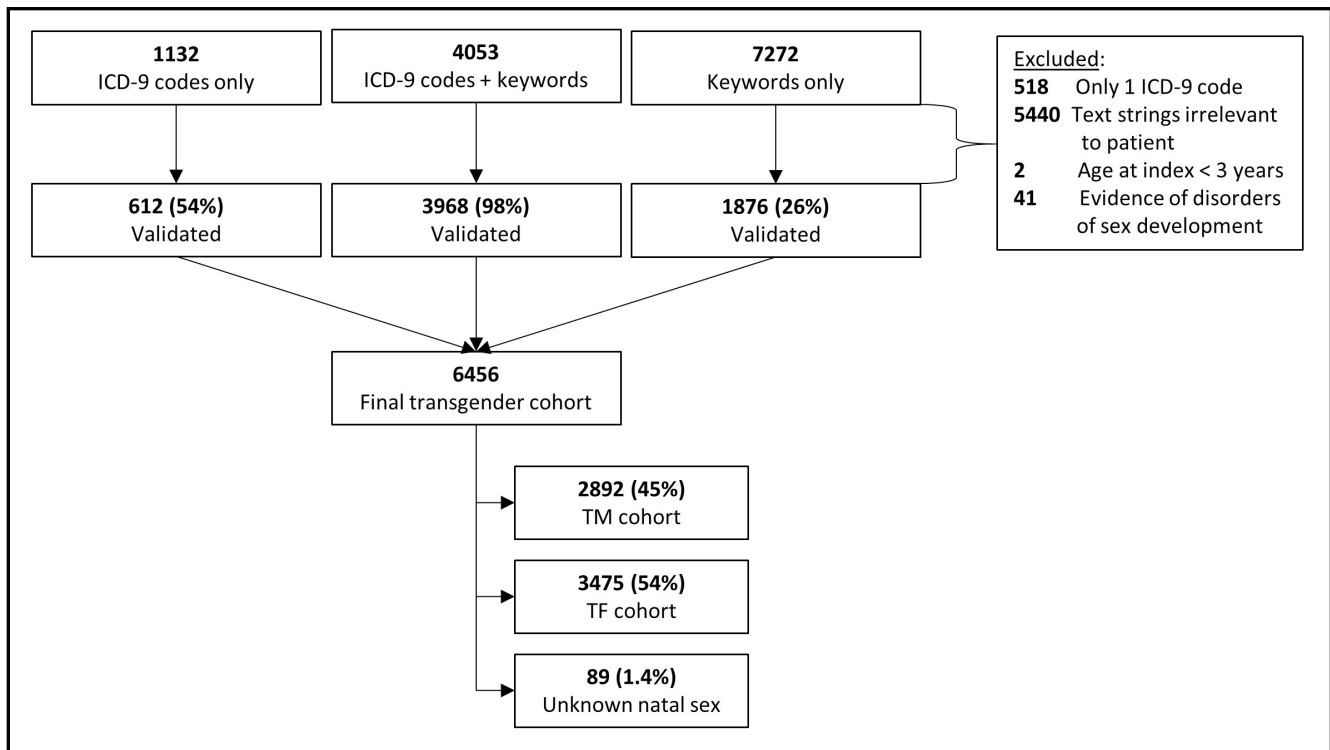 1132
ICD-9 codes only
4053
ICD-9 codes + keywords
7272
Keywords only
Excluded:
518 Only 1 ICD-9 code
5440 Text strings irrelevant
to patient
2 Age at index < 3 years
41 Evidence of disorders
of sex development
612 (54%)
Validated
3968 (98%)
Validated
1876 (26%)
Validated
6456
Final transgender cohort
2892 (45%)
TM cohort
3475 (54%)
TF cohort
89 (1.4%)
Unknown natal sex